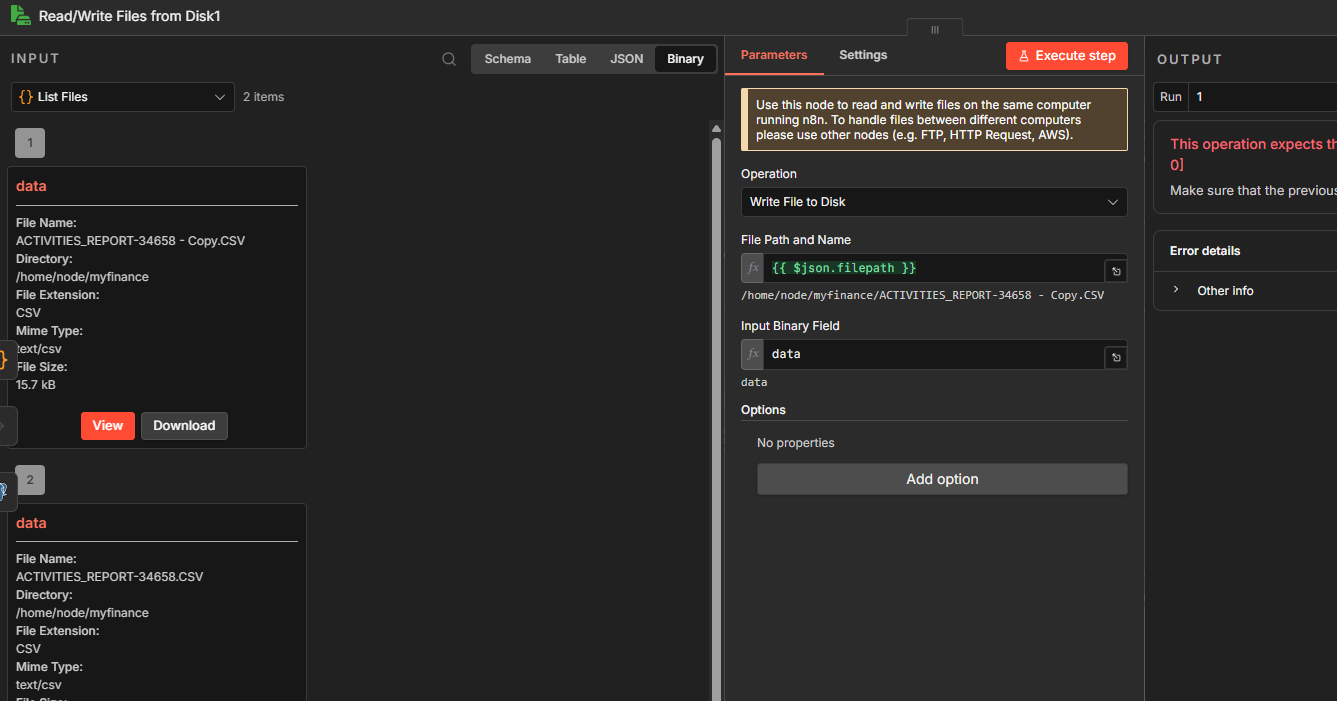 Read/Write Files from Disk1
INPUT
Schema
Table
JSON
Binary
{} List Files
2 items
1
data
File Name:
ACTIVITIES_REPORT-34658 - Copy.CSV
Directory:
/home/node/myfinance
File Extension:
CSV
Mime Type:
text/csv
File Size:
15.7 kB
View
Download
2
data
File Name:
ACTIVITIES_REPORT-34658.CSV
Directory:
/home/node/myfinance
File Extension:
CSV
Mime Type:
text/csv
File Size:
Parameters
Settings
Execute step
Use this node to read and write files on the same computer
running n8n. To handle files between different computers
please use other nodes (e.g. FTP, HTTP Request, AWS).
Operation
Write File to Disk
File Path and Name
fx {{ $json.filepath }}
/home/node/myfinance/ACTIVITIES_REPORT-34658 - Copy.CSV
Input Binary Field
fx data
data
Options
No properties
Add option
OUTPUT
Run 1
This operation expects th
0]
Make sure that the previous
Error details
Other info